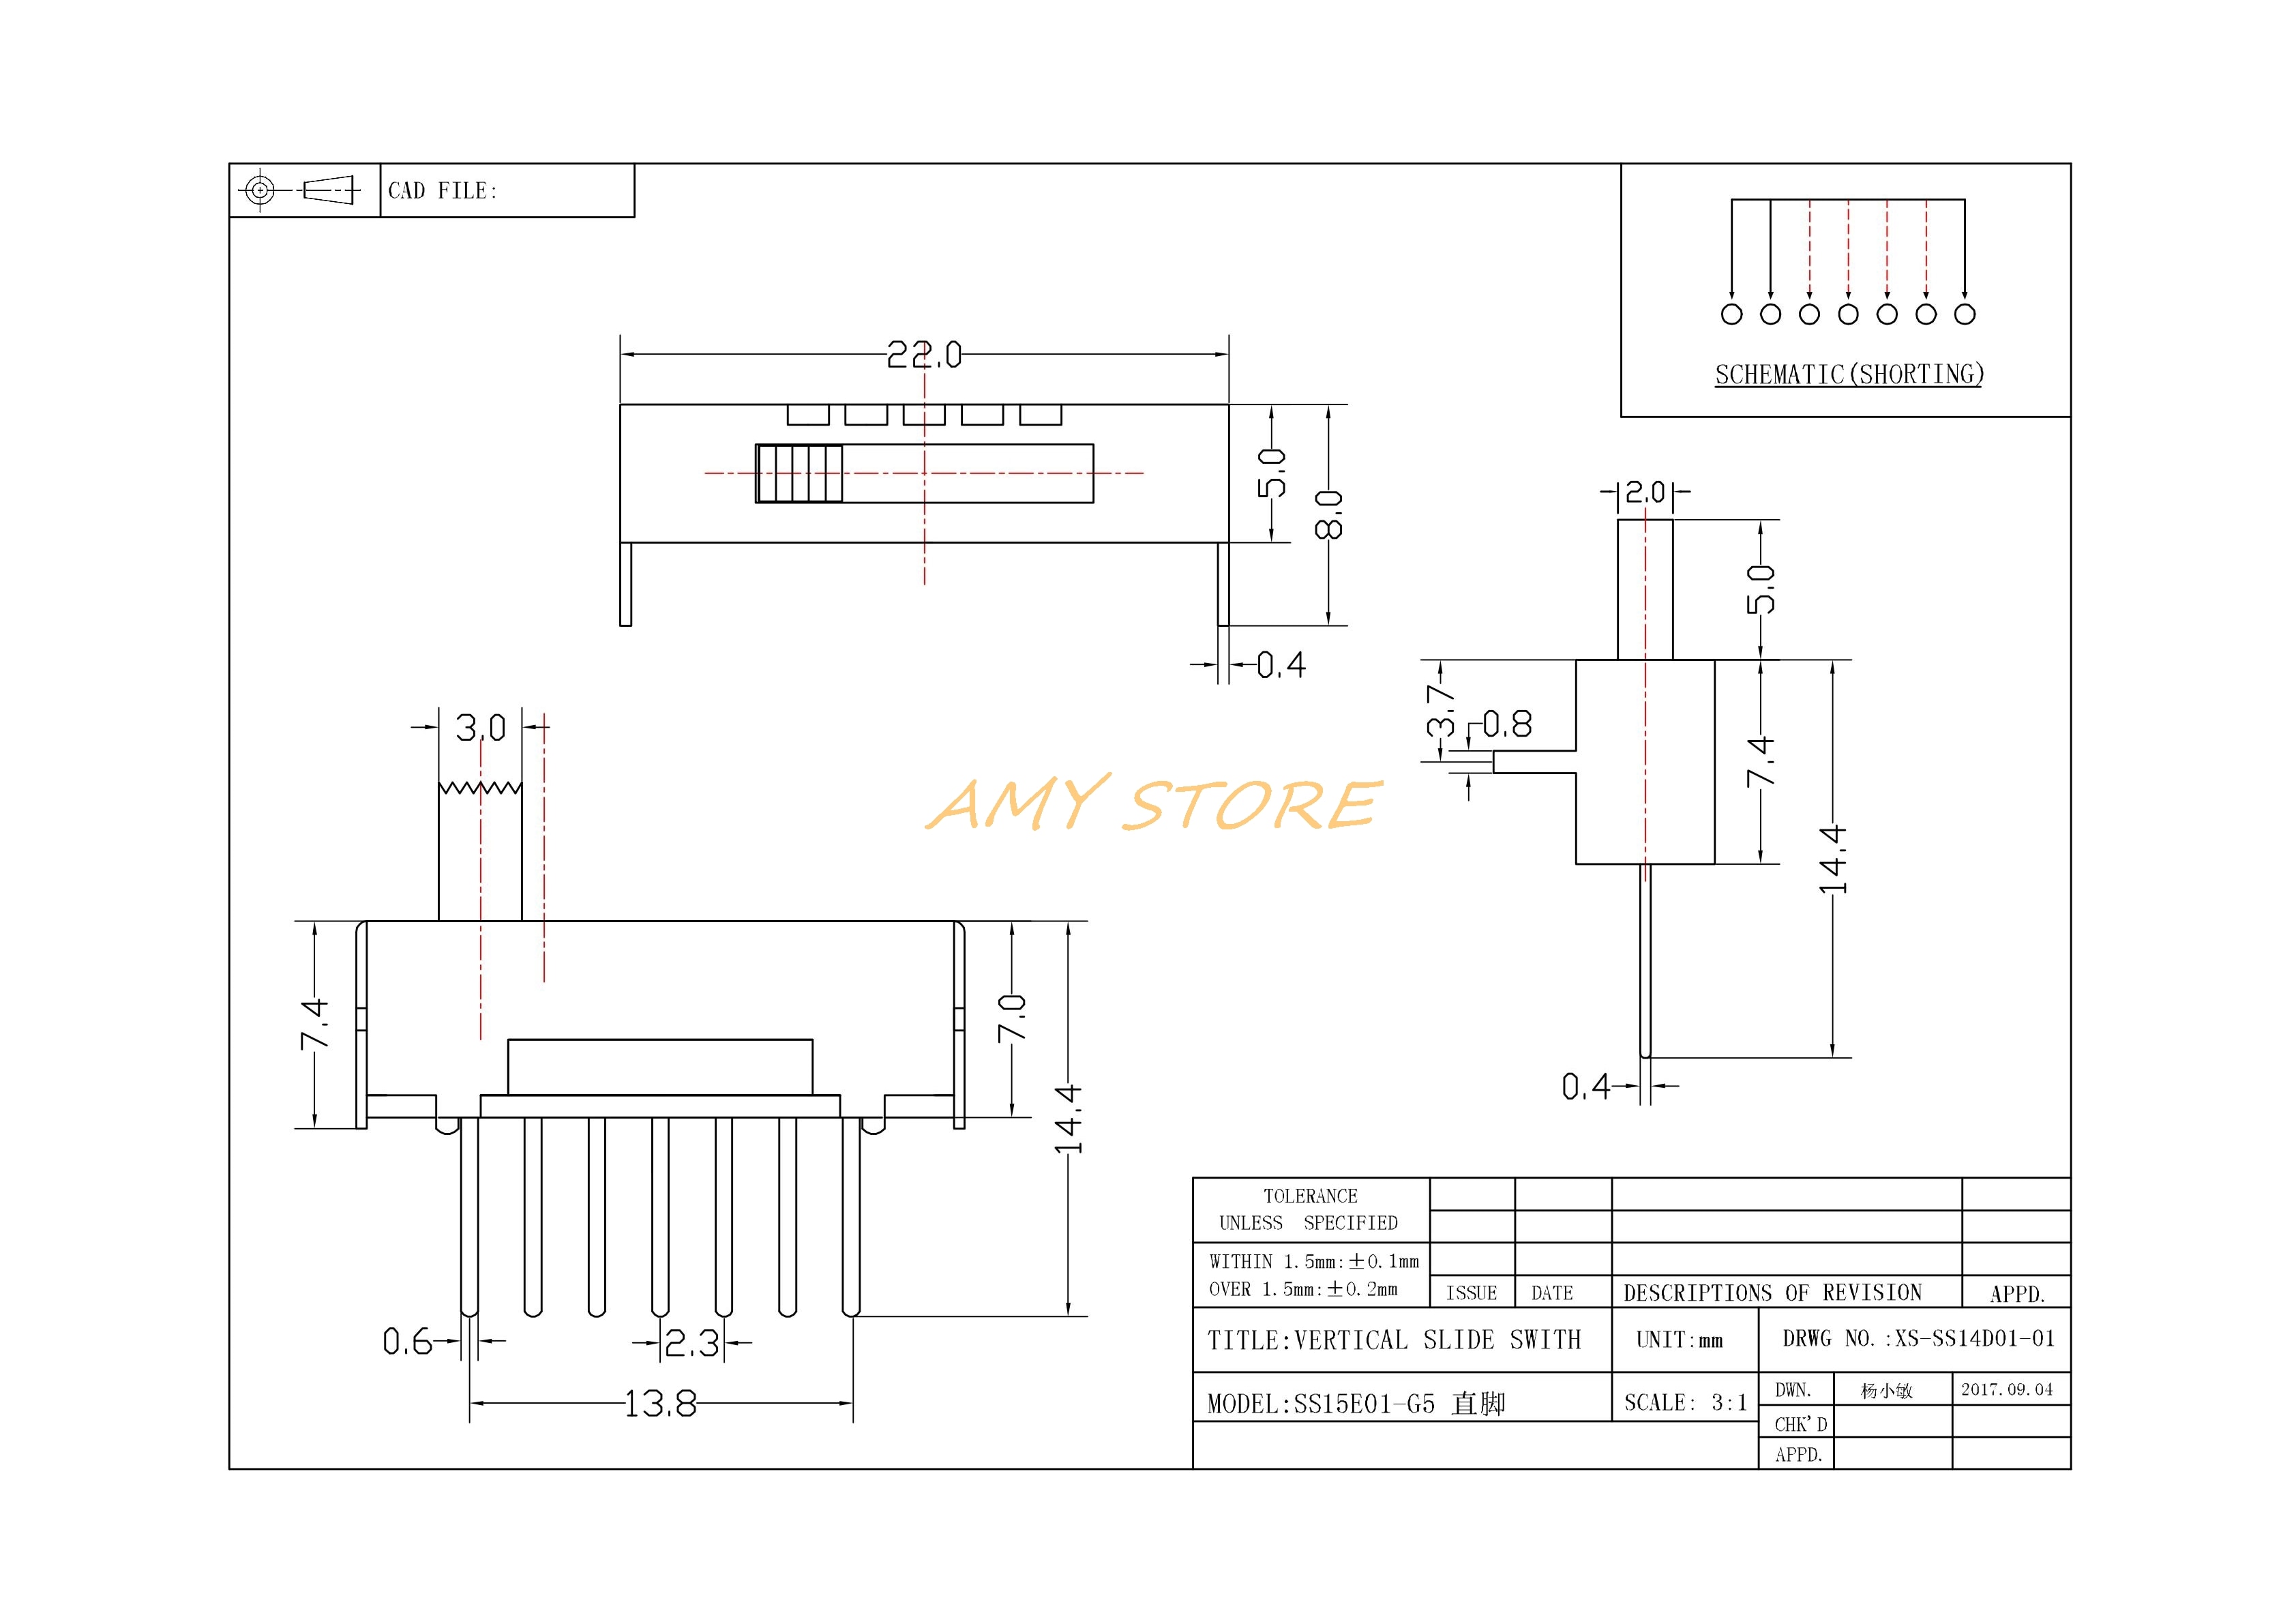 CAD FILE:
SCHEMATIC(SHORTING)
22.0
5.0
8.0
0.4
2.0
5.0
3.7
0.8
7.4
14.4
0.4
3.0
AMY STORE
7.4
7.0
14.4
0.6
2.3
13.8
TOLERANCE
UNLESS SPECIFIED
WITHIN 1.5mm:±0.1mm
OVER 1.5mm:±0.2mm
ISSUE DATE DESCRIPTIONS OF REVISION APPD.
TITLE:VERTICAL SLIDE SWITH UNIT:mm DRWG NO.:XS-SS14D01-01
MODEL:SS15E01-G5 直脚 SCALE: 3:1 DWN. 杨小敏 2017.09.04
CHK'D
APPD.